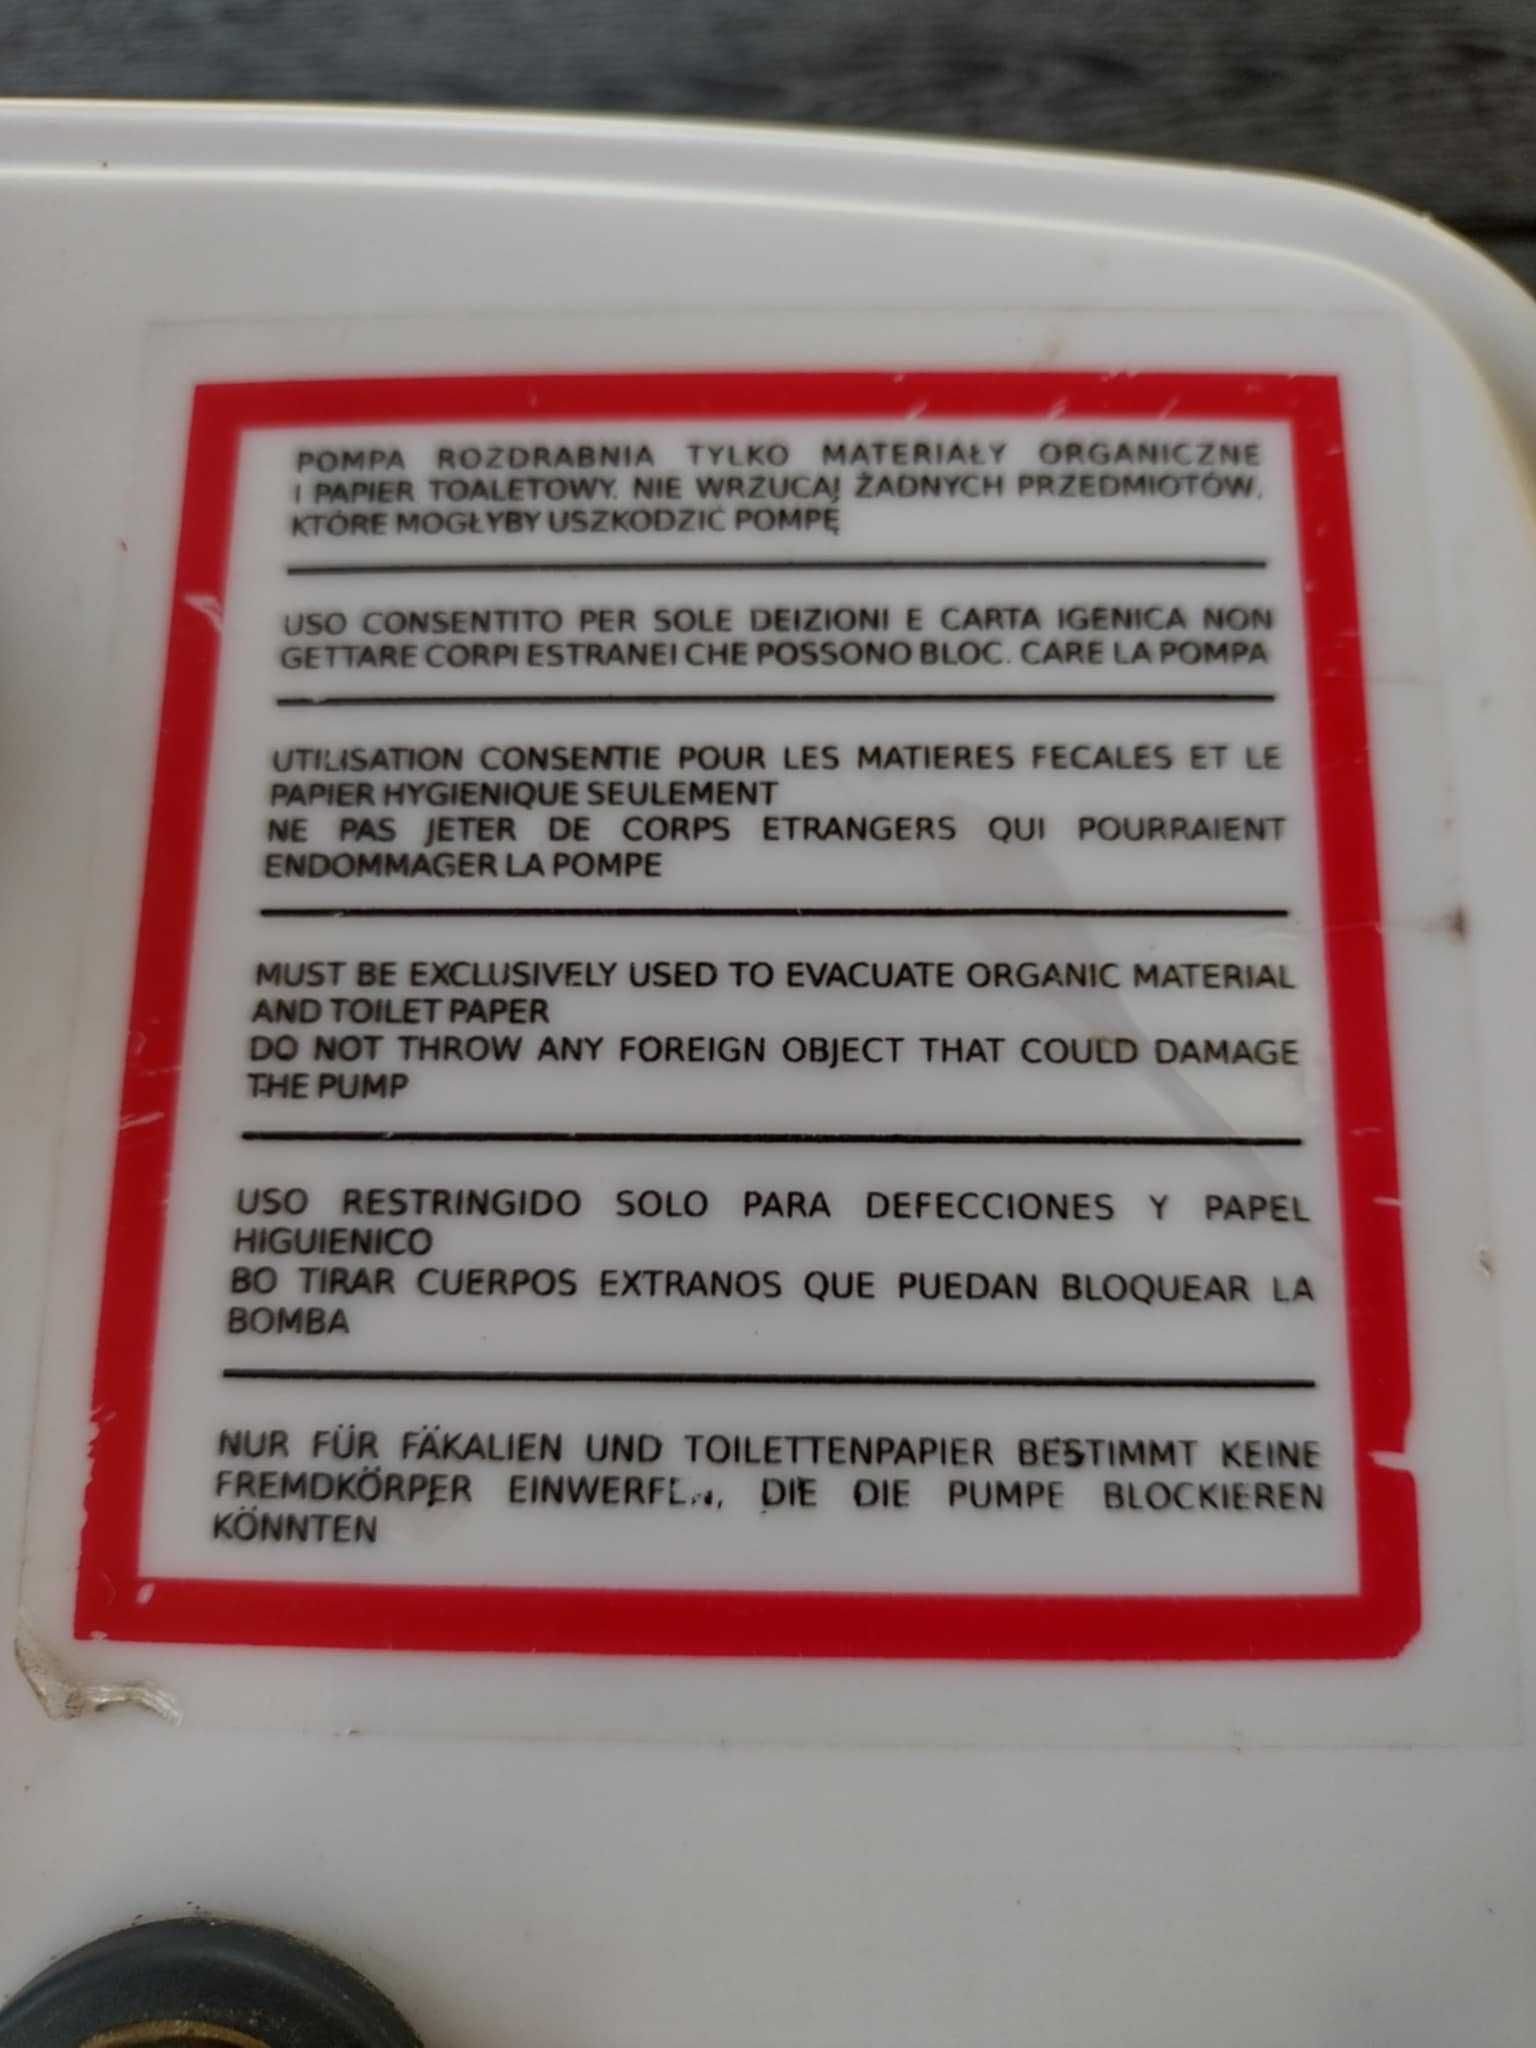 POMPA ROZDRABNIA TYLKO MATERIAŁY ORGANICZNE
I PAPIER TOALETOWY. NIE WRZUCAJ ŻADNYCH PRZEDMIOTÓW,
KTÓRE MOGŁYBY USZKODZIĆ POMPĘ
USO CONSENTITO PER SOLE DEIZIONI E CARTA IGENICA NON
GETTARE CORPI ESTRANEI CHE POSSONO BLOC. CARE LA POMPA
UTILISATION CONSENTIE POUR LES MATIERES FECALES ET LE
PAPIER HYGIENIQUE SEULEMENT
NE PAS JETER DE CORPS ETRANGERS QUI POURRAIENT
ENDOMMAGER LA POMPE
MUST BE EXCLUSIVELY USED TO EVACUATE ORGANIC MATERIAL
AND TOILET PAPER
DO NOT THROW ANY FOREIGN OBJECT THAT COULD DAMAGE
THE PUMP
USO RESTRINGIDO SOLO PARA DEFECCIONES Y PAPEL
HIGUIENICO
BO TIRAR CUERPOS EXTRANOS QUE PUEDAN BLOQUEAR LA
BOMBA
NUR FÜR FÄKALIEN UND TOILETTENPAPIER BESTIMMT KEINE
FREMDKÖRPER EINWERFEN, DIE DIE PUMPE BLOCKIEREN
KÖNNTEN